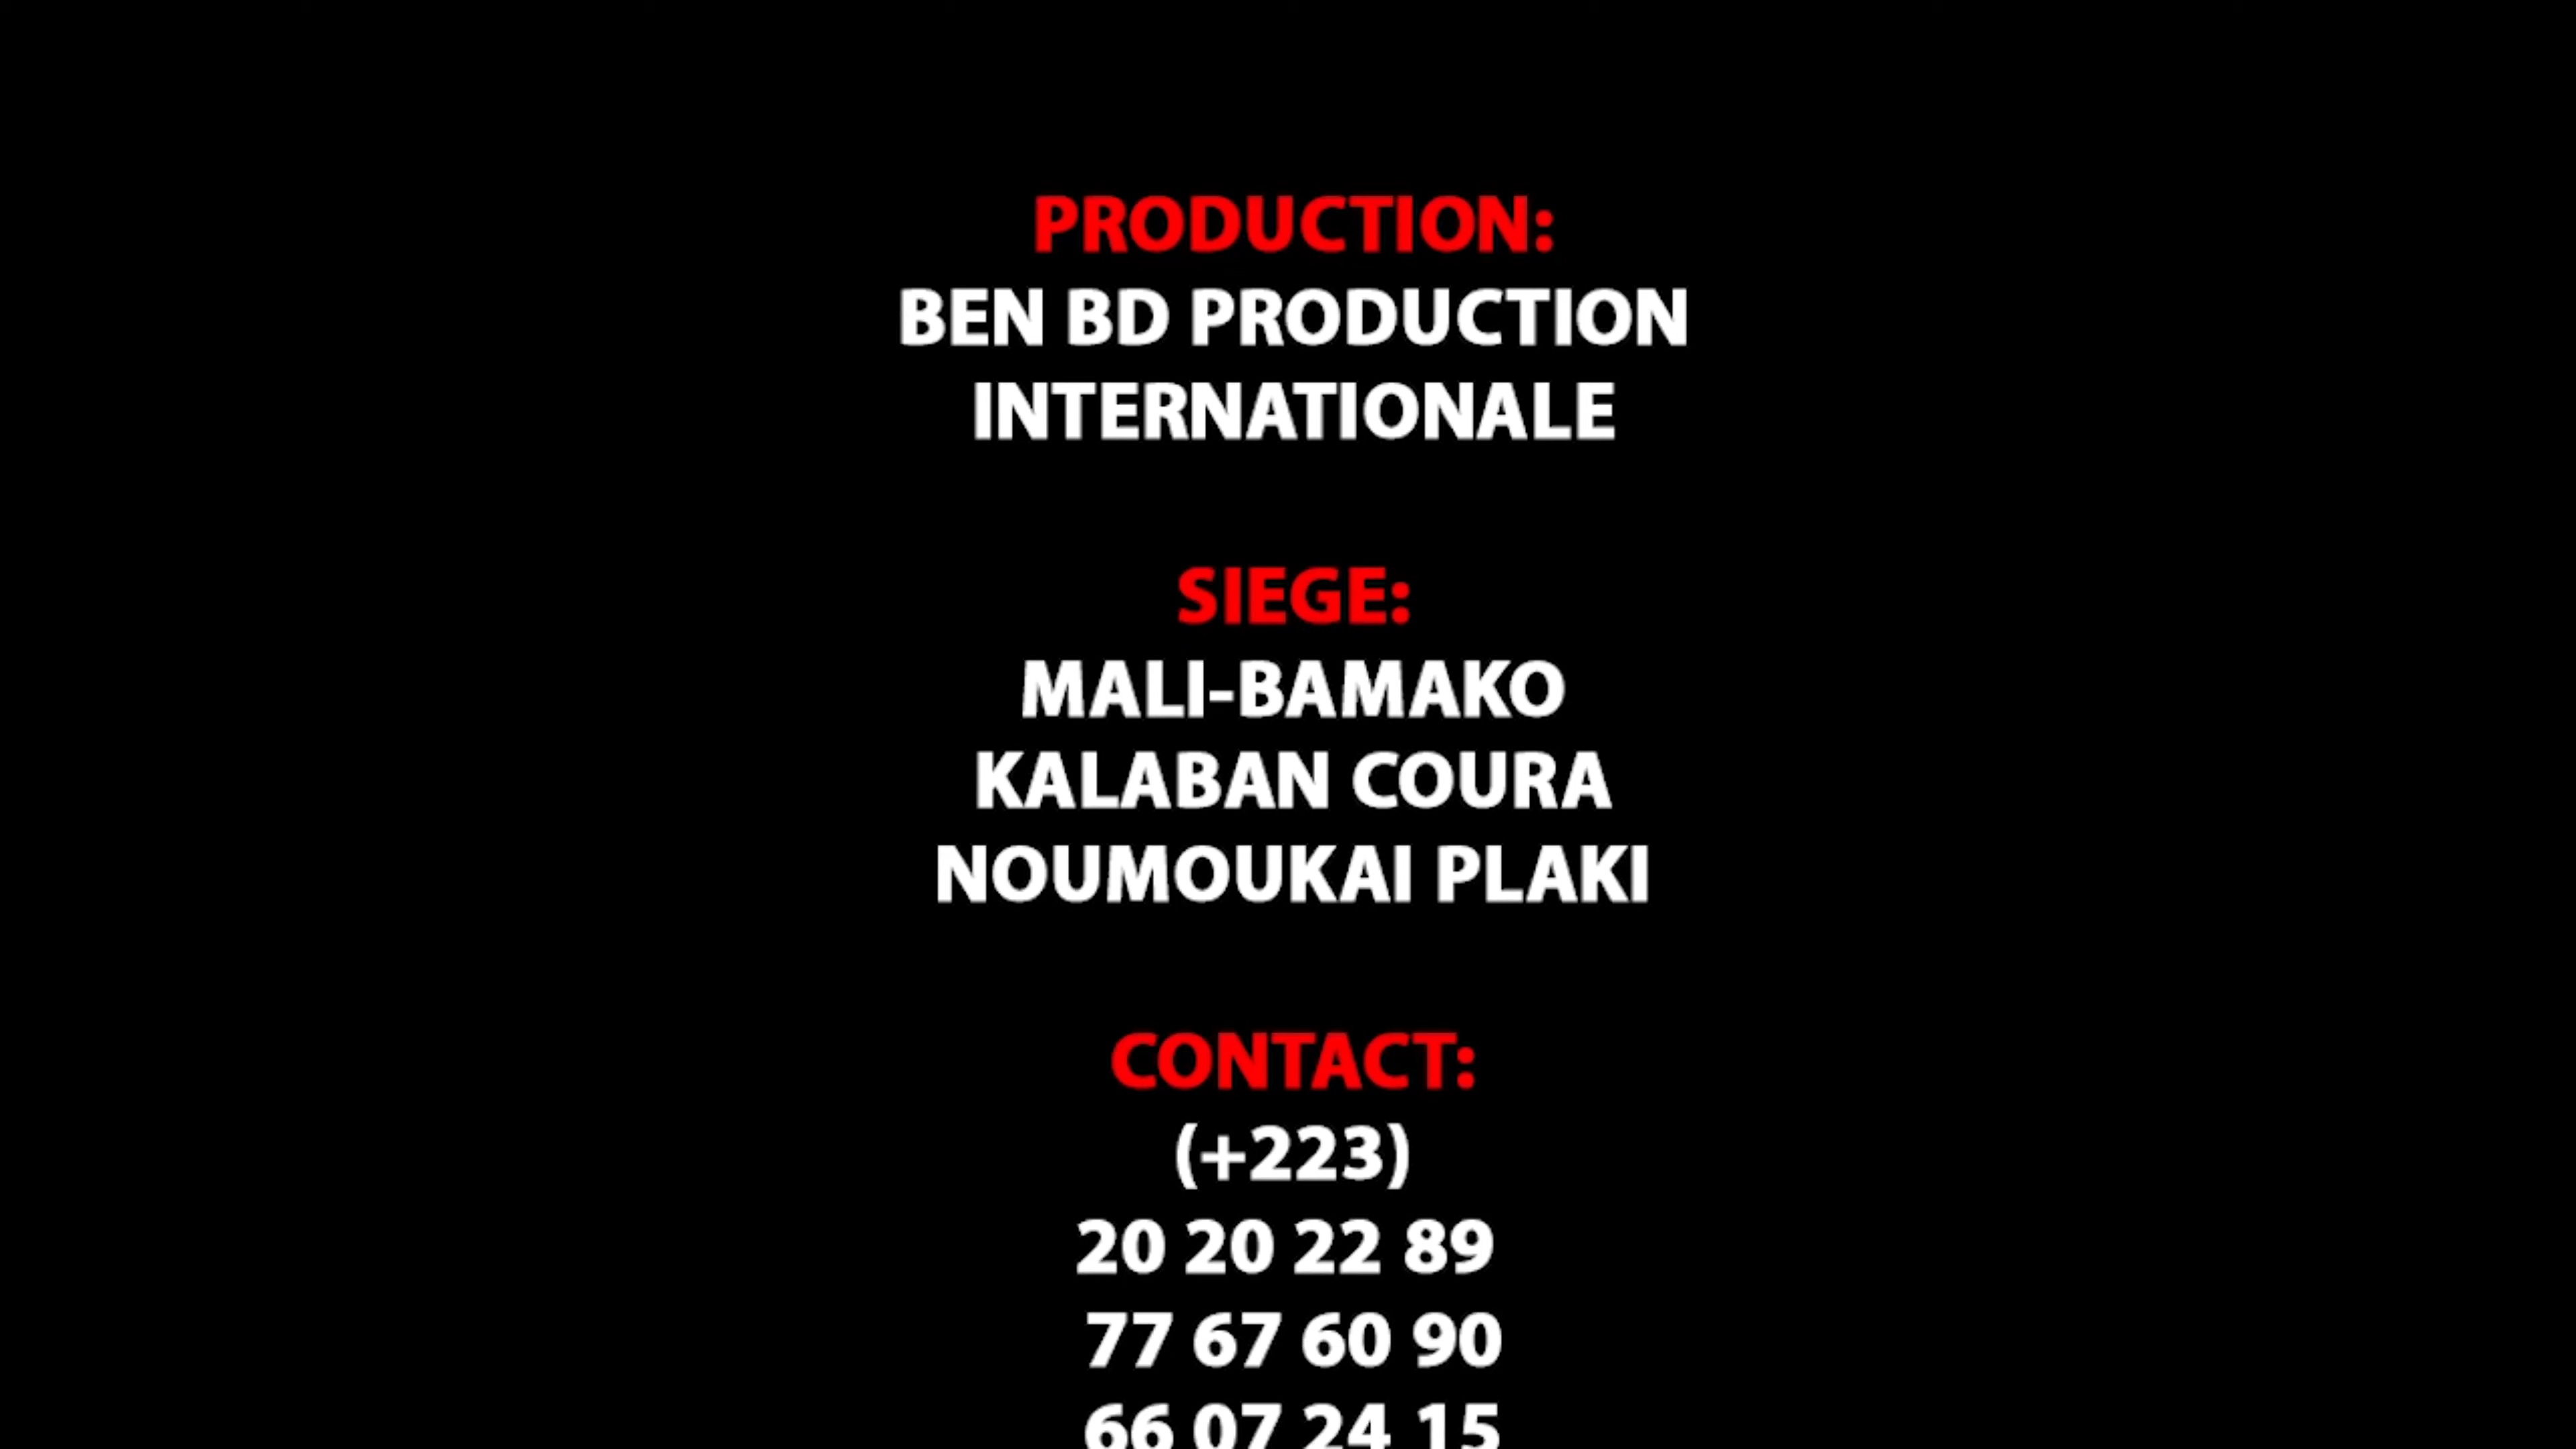 PRODUCTION:
BEN BD PRODUCTION
INTERNATIONALE
SIEGE:
MALI-BAMAKO
KALABAN COURA
NOUMOUKAI PLAKI
CONTACT:
(+223)
20 20 22 89
77 67 60 90
66 07 24 15